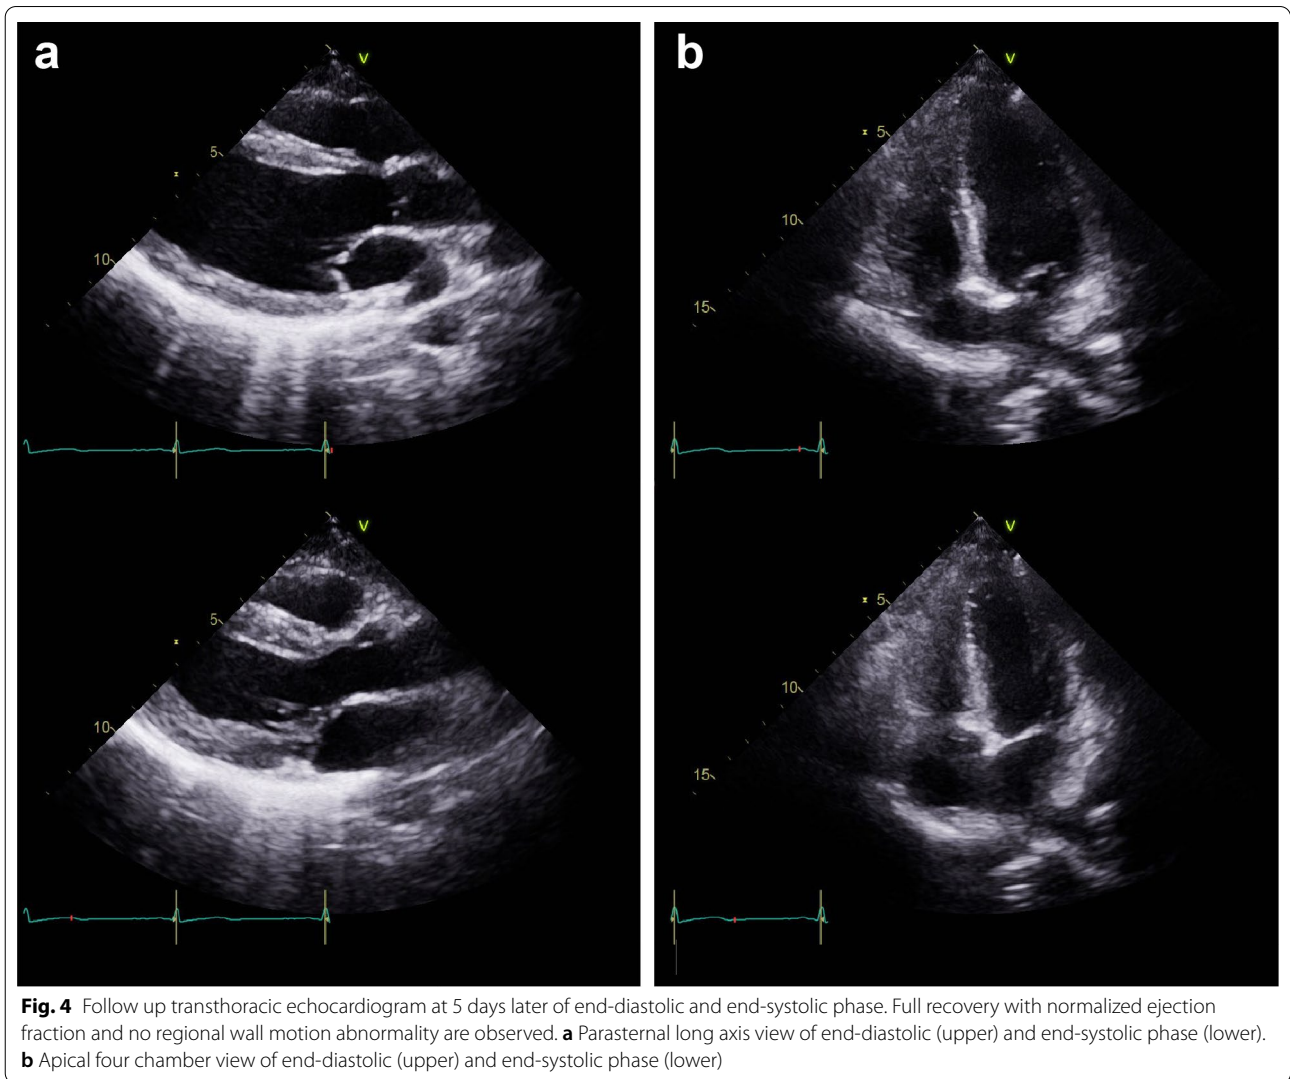 a
V
5
10
b
V
5
10
15
V
5
10
V
5
10
15
Fig. 4 Follow up transthoracic echocardiogram at 5 days later of end-diastolic and end-systolic phase. Full recovery with normalized ejection
fraction and no regional wall motion abnormality are observed. a Parasternal long axis view of end-diastolic (upper) and end-systolic phase (lower).
b Apical four chamber view of end-diastolic (upper) and end-systolic phase (lower)